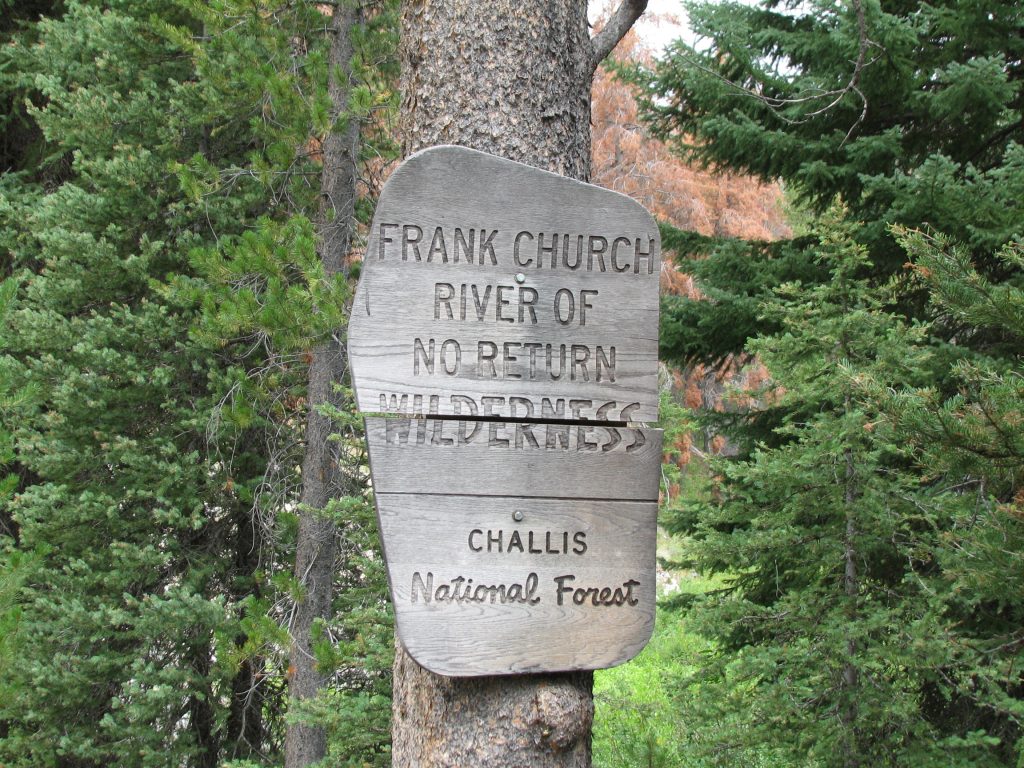 FRANK CHURCH
RIVER OF
NO RETURN
WILDERNESS
CHALLIS
National Forest